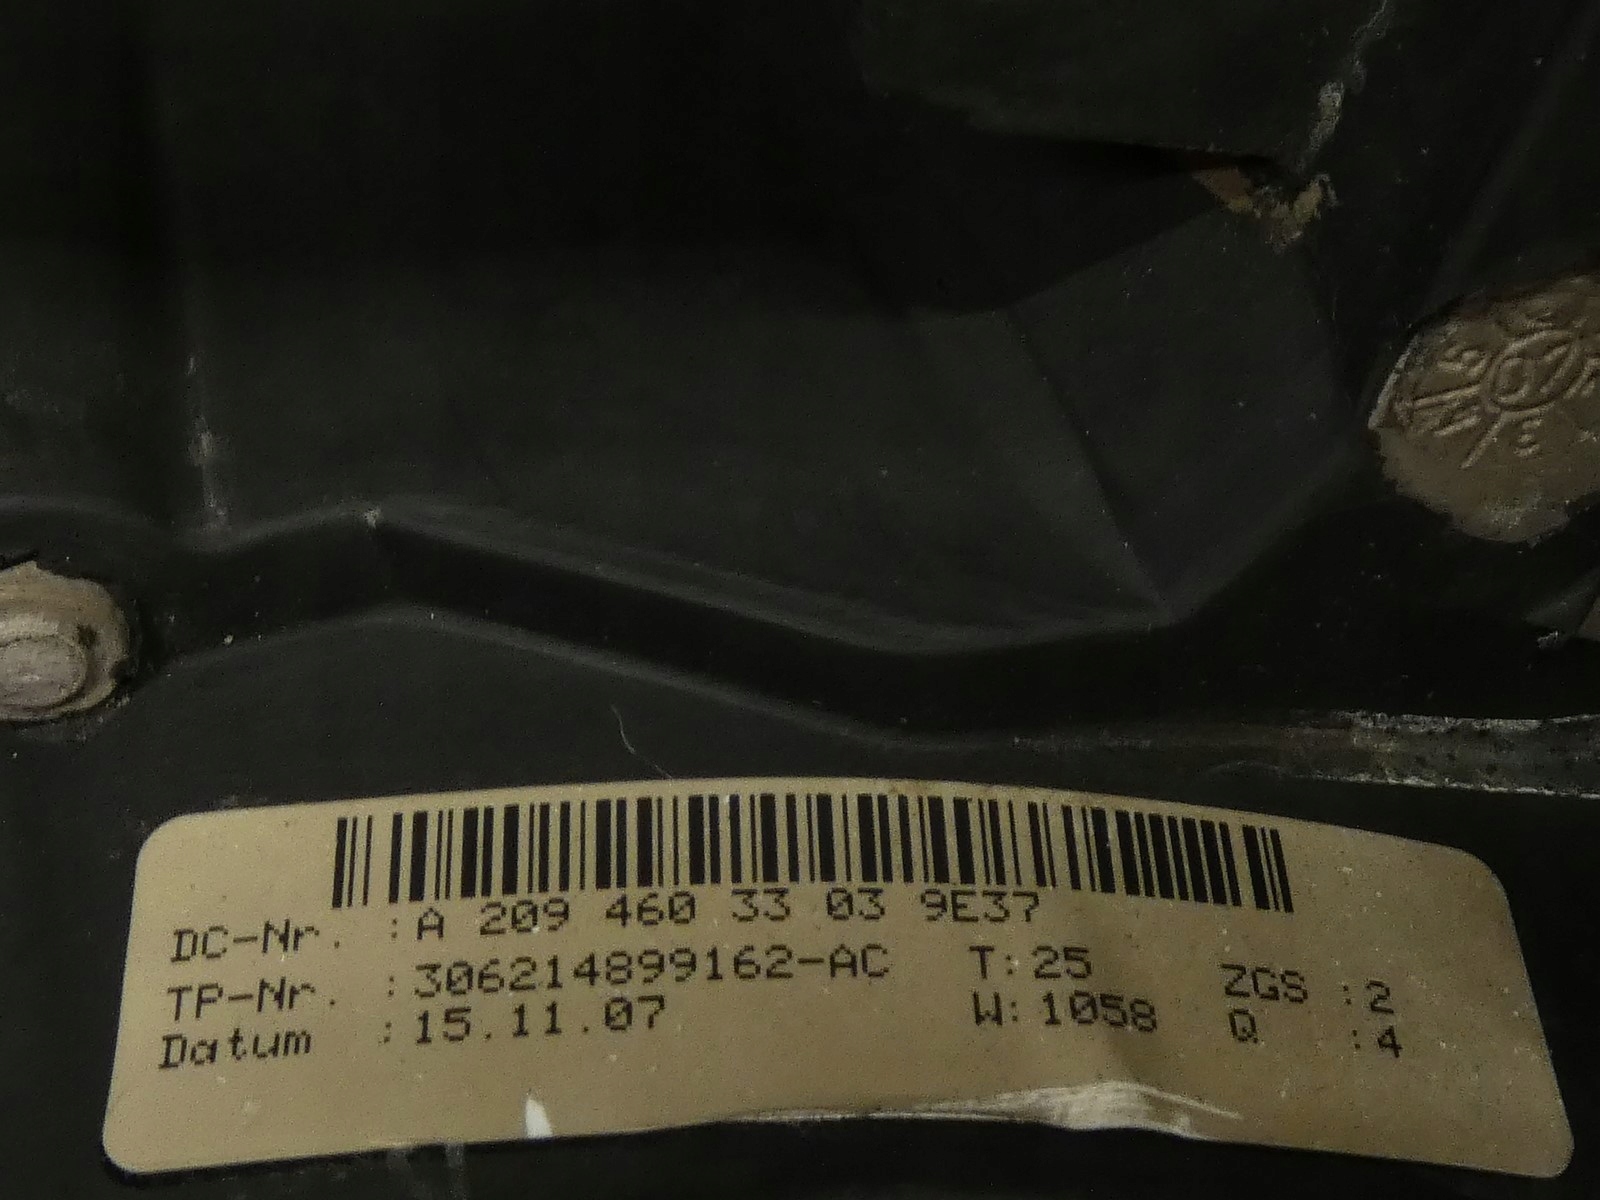 DC-Nr. :A 209 460 33 03 9E37
TP-Nr. :306214899162-AC T:25 ZGS :2
Datum :15.11.07 W:1058 Q :4